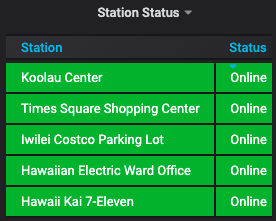 Station Status
Station Status
Koolau Center Online
Times Square Shopping Center Online
Iwilei Costco Parking Lot Online
Hawaiian Electric Ward Office Online
Hawaii Kai 7-Eleven Online